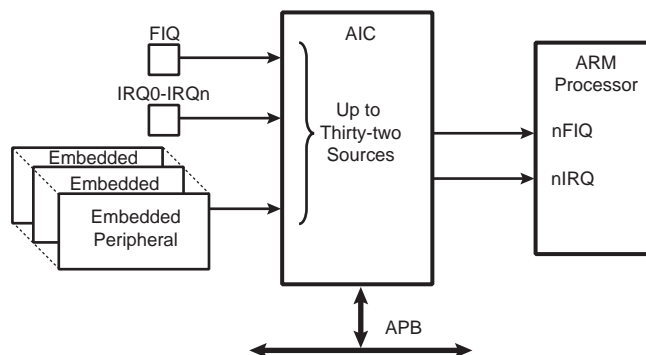 FIQ
IRQ0-IRQn
Embedded
Embedded
Embedded
Peripheral
AIC
Up to
Thirty-two
Sources
ARM
Processor
nFIQ
nIRQ
APB